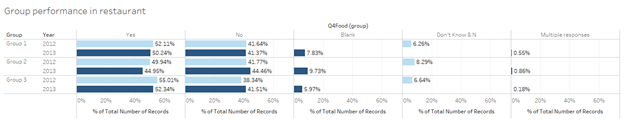 Group performance in restaurant
Q4Food (group)
Group Year Yes No Blank Don't Know & N Multiple responses
Group 1 2012 52.11% 41.64% 6.26%
2013 50.24% 41.37% 7.83% 0.55%
Group 2 2012 49.94% 41.77% 8.29%
2013 44.95% 44.46% 9.73% 0.86%
Group 3 2012 55.01% 38.34% 6.64%
2013 52.34% 41.51% 5.97% 0.18%
0% 20% 40% 60% 0% 20% 40% 60% 0% 20% 40% 60% 0% 20% 40% 60% 0% 20% 40% 60%
% of Total Number of Records % of Total Number of Records % of Total Number of Records % of Total Number of Records % of Total Number of Records